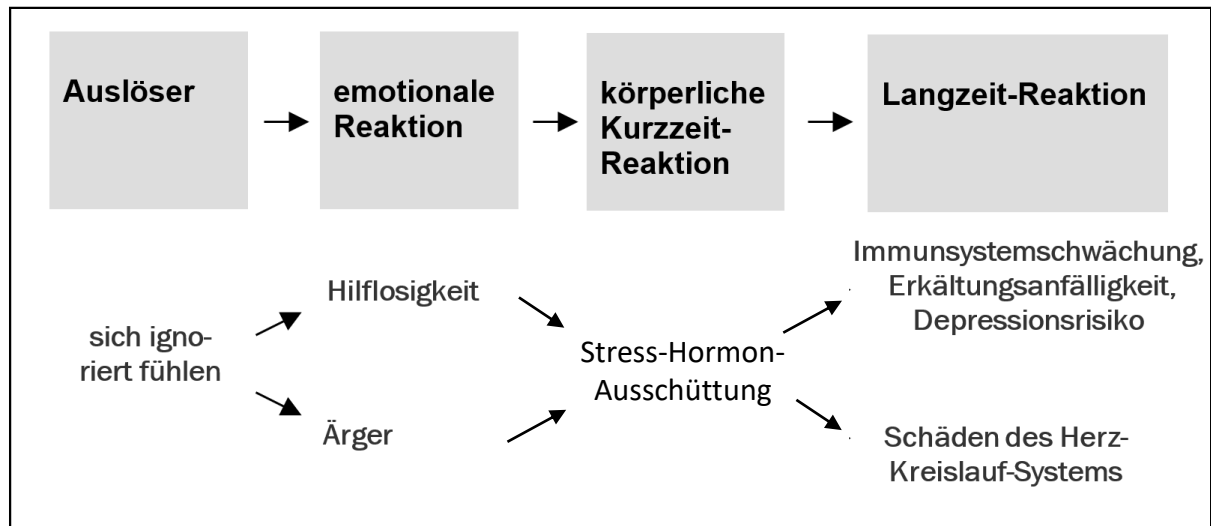 Auslöser
emotionale
Reaktion
körperliche
Kurzzeit-
Reaktion
Langzeit-Reaktion
sich igno-
riert fühlen
Hilflosigkeit
Ärger
Stress-Hormon-
Ausschüttung
Immunsystemschwächung,
Erkältungsanfälligkeit,
Depressionsrisiko
Schäden des Herz-
Kreislauf-Systems